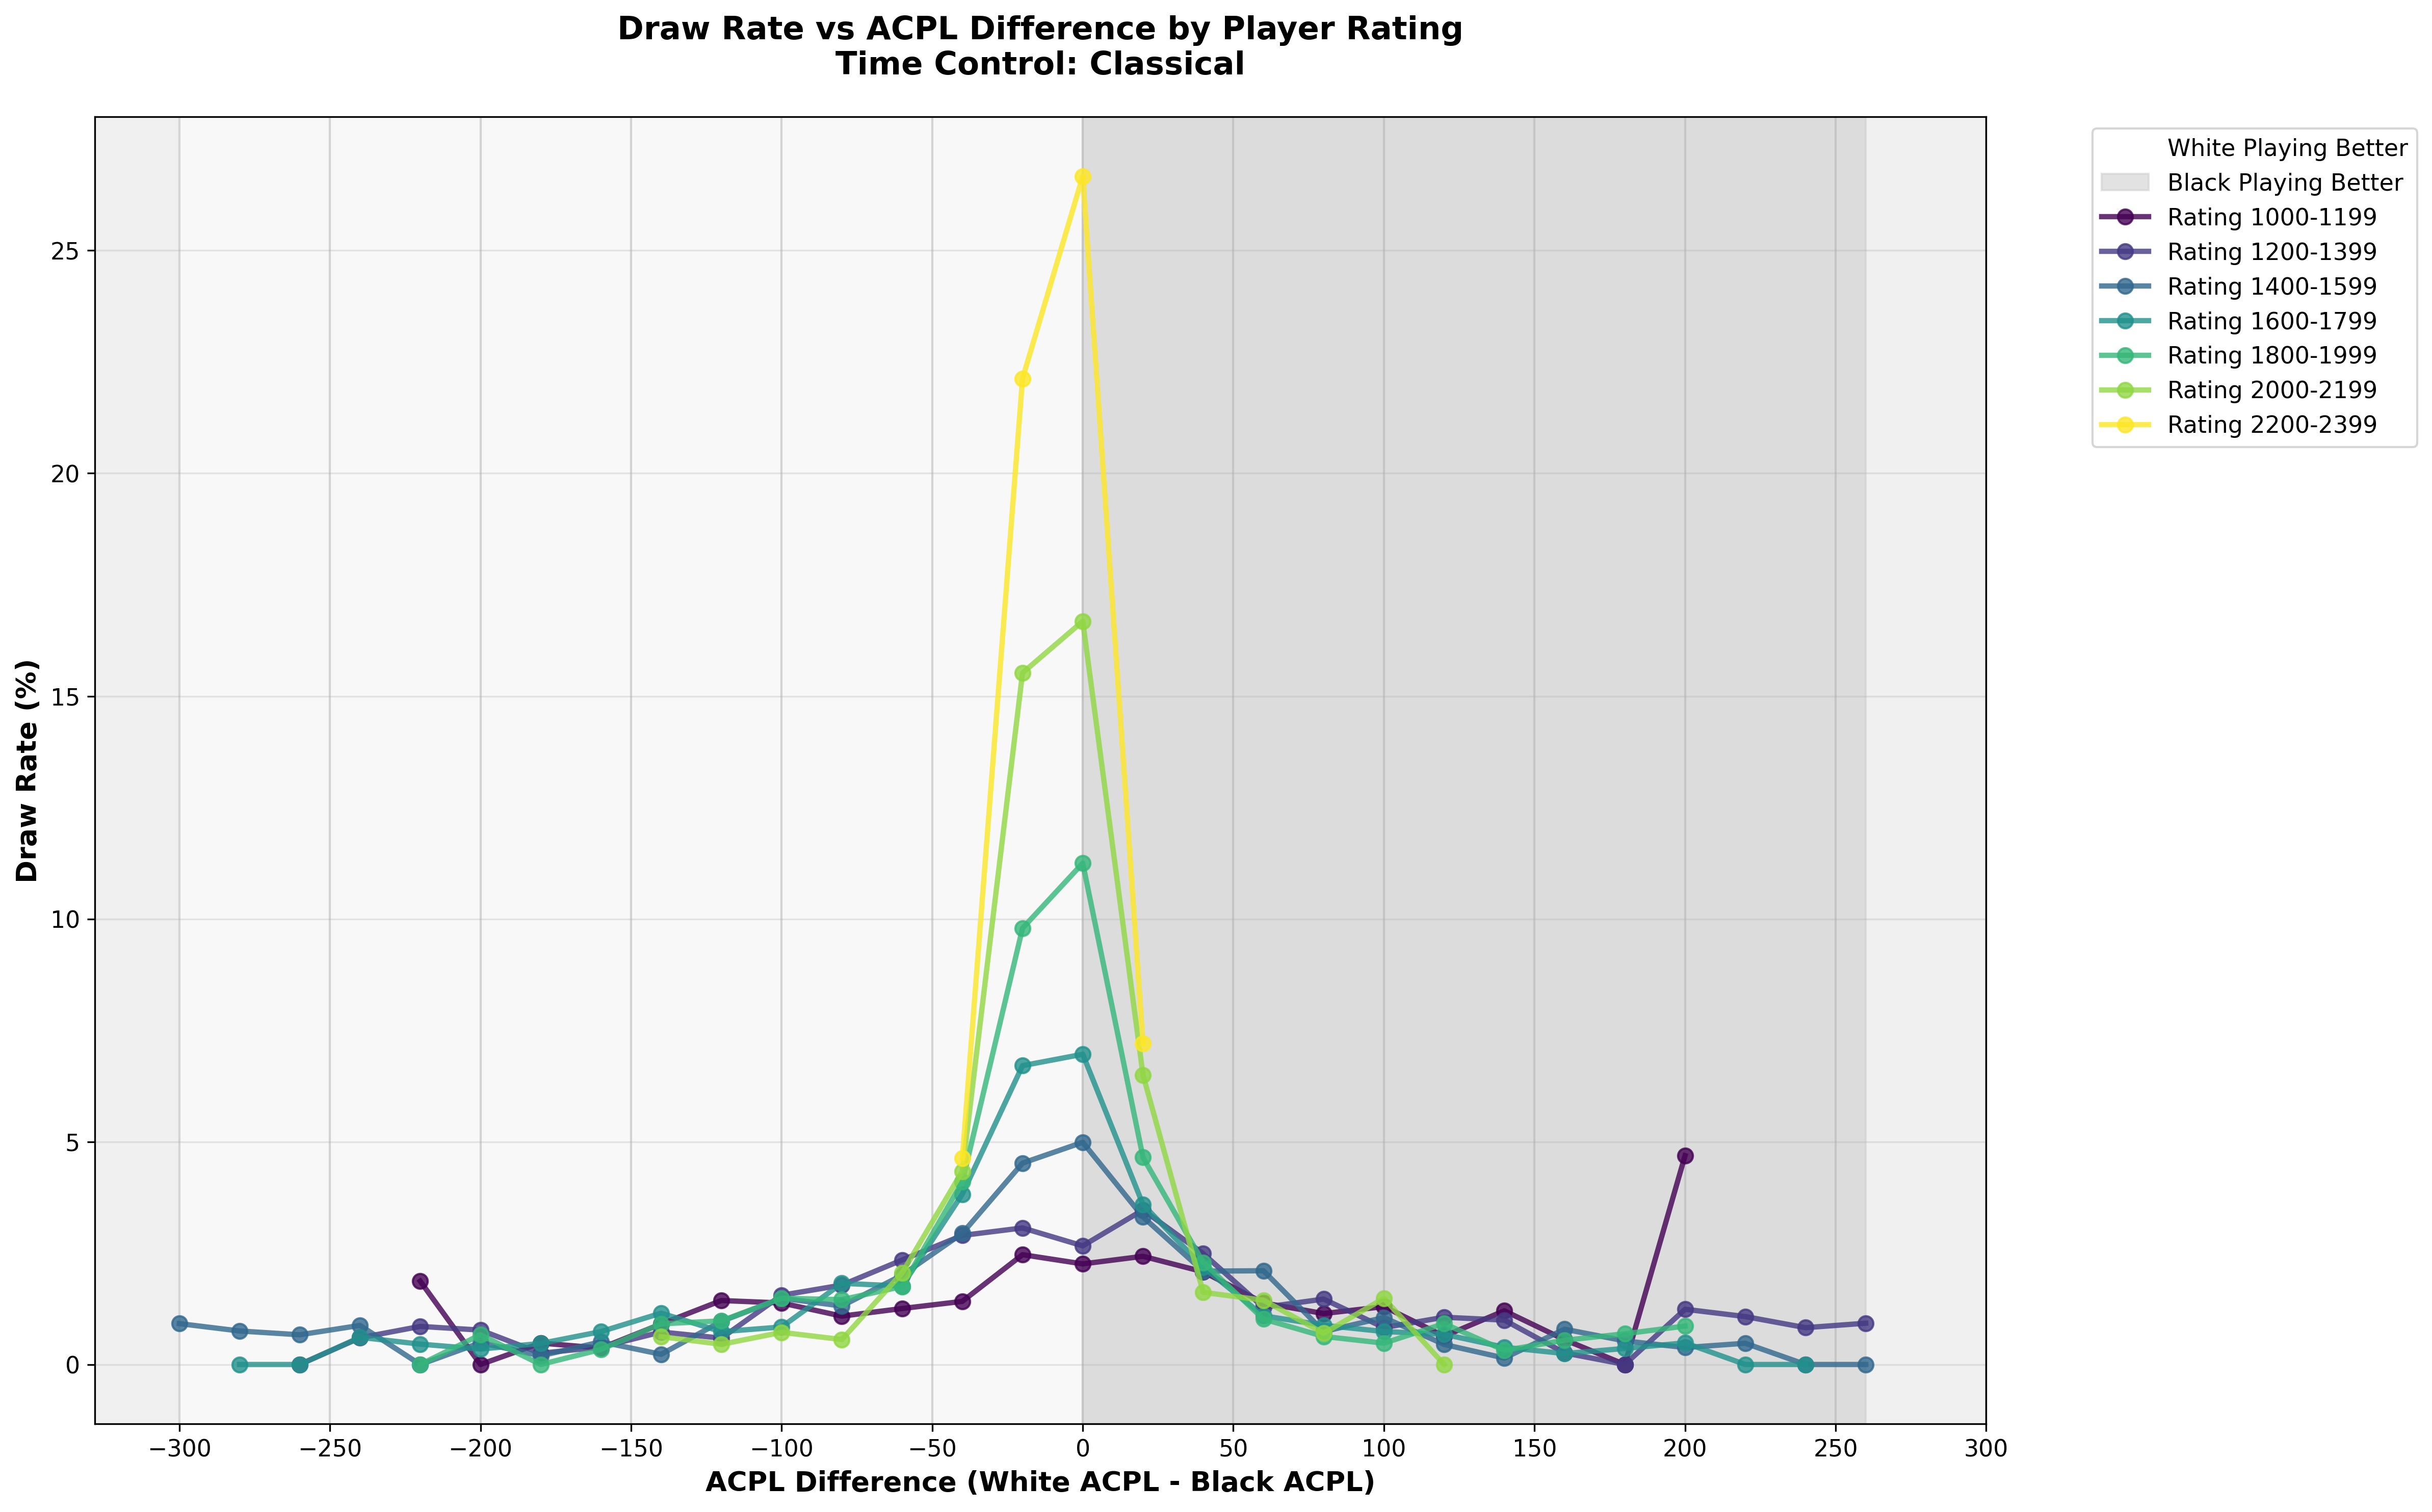 Draw Rate vs ACPL Difference by Player Rating
Time Control: Classical
White Playing Better
Black Playing Better
Rating 1000-1199
Rating 1200-1399
Rating 1400-1599
Rating 1600-1799
Rating 1800-1999
Rating 2000-2199
Rating 2200-2399
Draw Rate (%)
25
20
15
10
5
0
−300 −250 −200 −150 −100 −50 0 50 100 150 200 250 300
ACPL Difference (White ACPL - Black ACPL)